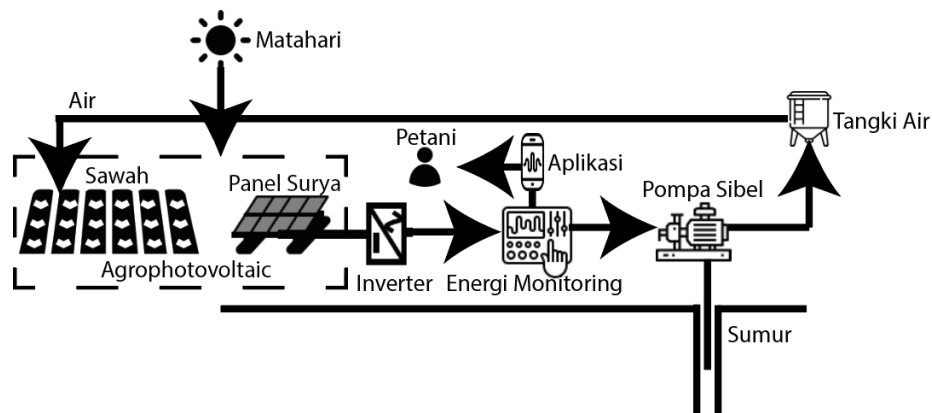 Matahari
Air
Tangki Air
Petani
Aplikasi
Sawah
Panel Surya
Pompa Sibel
Agrophotovoltaic
Inverter
Energi Monitoring
Sumur